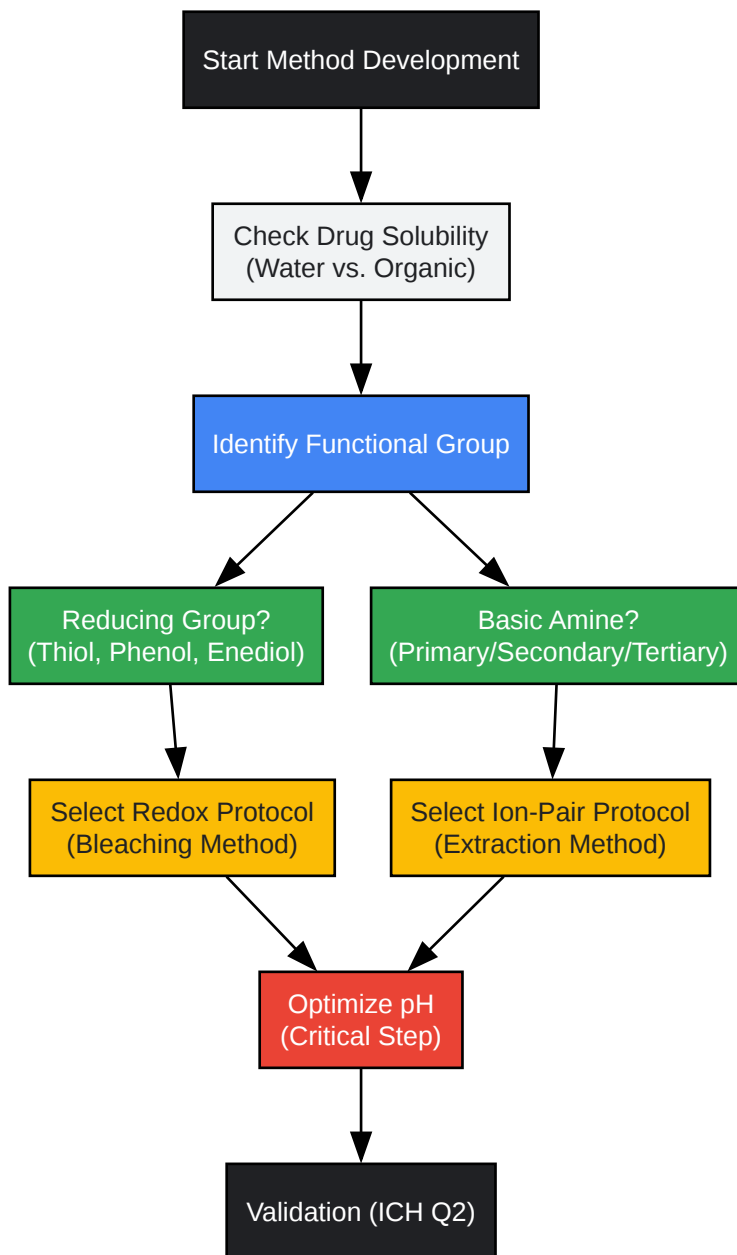 Start Method Development
Check Drug Solubility
(Water vs. Organic)
Identify Functional Group
Reducing Group?
(Thiol, Phenol, Enediol)
Basic Amine?
(Primary/Secondary/Tertiary)
Select Redox Protocol
(Bleaching Method)
Select Ion-Pair Protocol
(Extraction Method)
Optimize pH
(Critical Step)
Validation (ICH Q2)